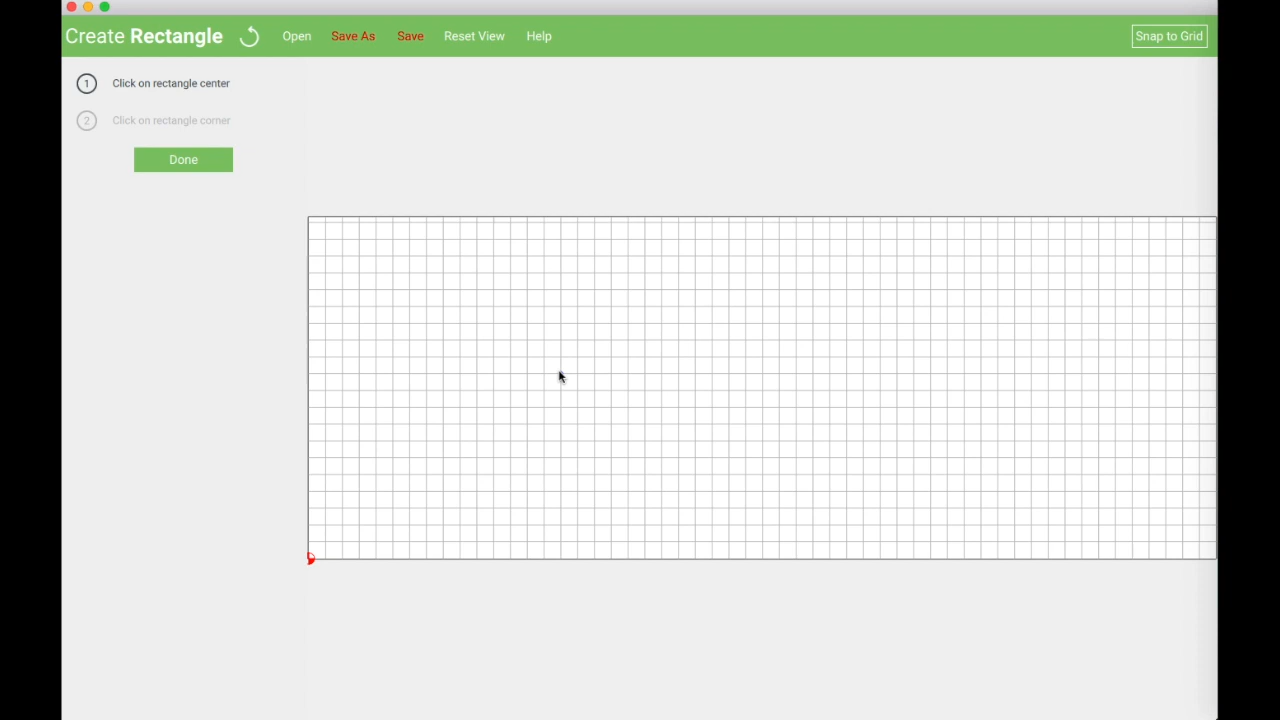 Create Rectangle Open Save As Save Reset View Help Snap to Grid
1 Click on rectangle center
2 Click on rectangle corner
Done